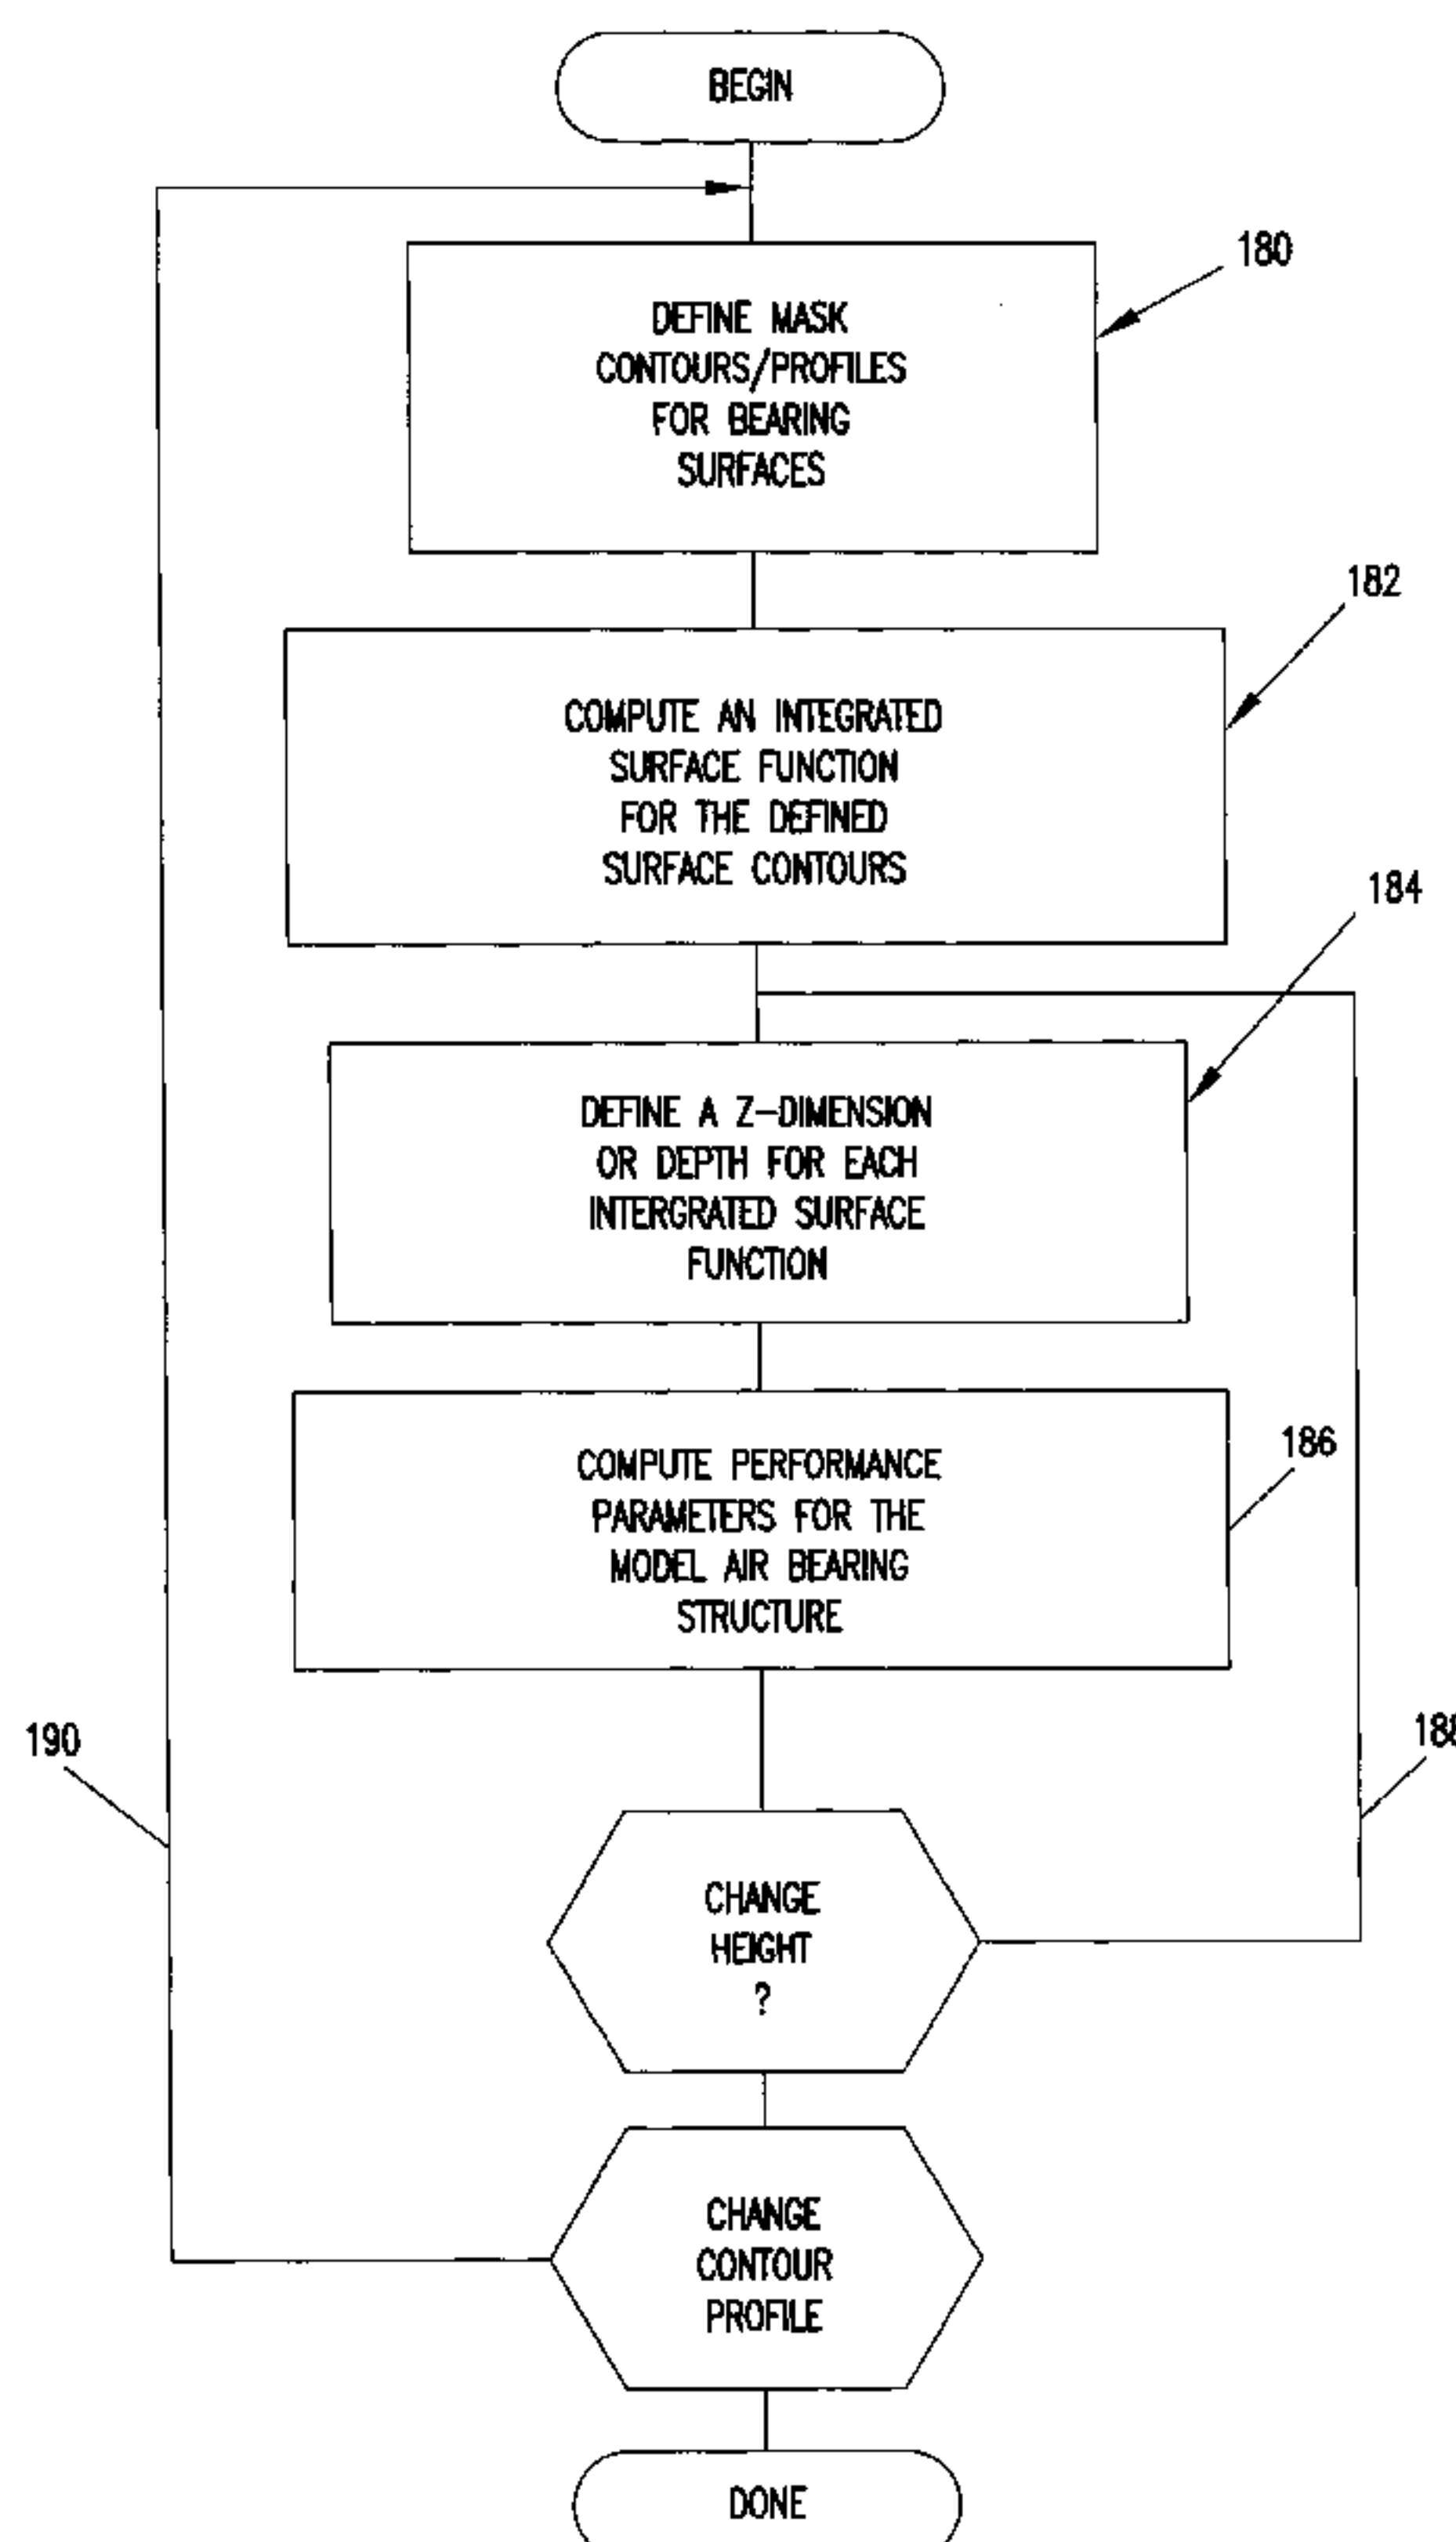 BEGIN
180
DEFINE MASK
CONTOURS/PROFILES
FOR BEARING
SURFACES
182
COMPUTE AN INTEGRATED
SURFACE FUNCTION
FOR THE DEFINED
SURFACE CONTOURS
184
DEFINE A Z-DIMENSION
OR DEPTH FOR EACH
INTERGRATED SURFACE
FUNCTION
186
COMPUTE PERFORMANCE
PARAMETERS FOR THE
MODEL AIR BEARING
STRUCTURE
190
188
CHANGE
HEIGHT
?
CHANGE
CONTOUR
PROFILE
DONE